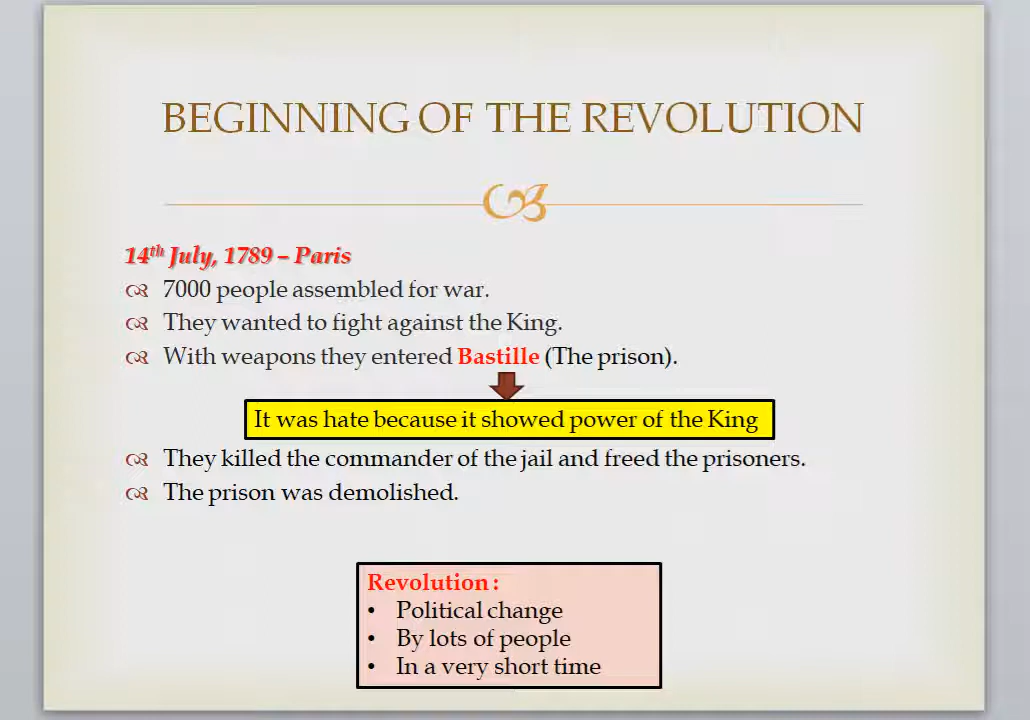 BEGINNING OF THE REVOLUTION
14th July, 1789 – Paris
7000 people assembled for war.
They wanted to fight against the King.
With weapons they entered Bastille (The prison).
It was hate because it showed power of the King
They killed the commander of the jail and freed the prisoners.
The prison was demolished.
Revolution :
• Political change
• By lots of people
• In a very short time